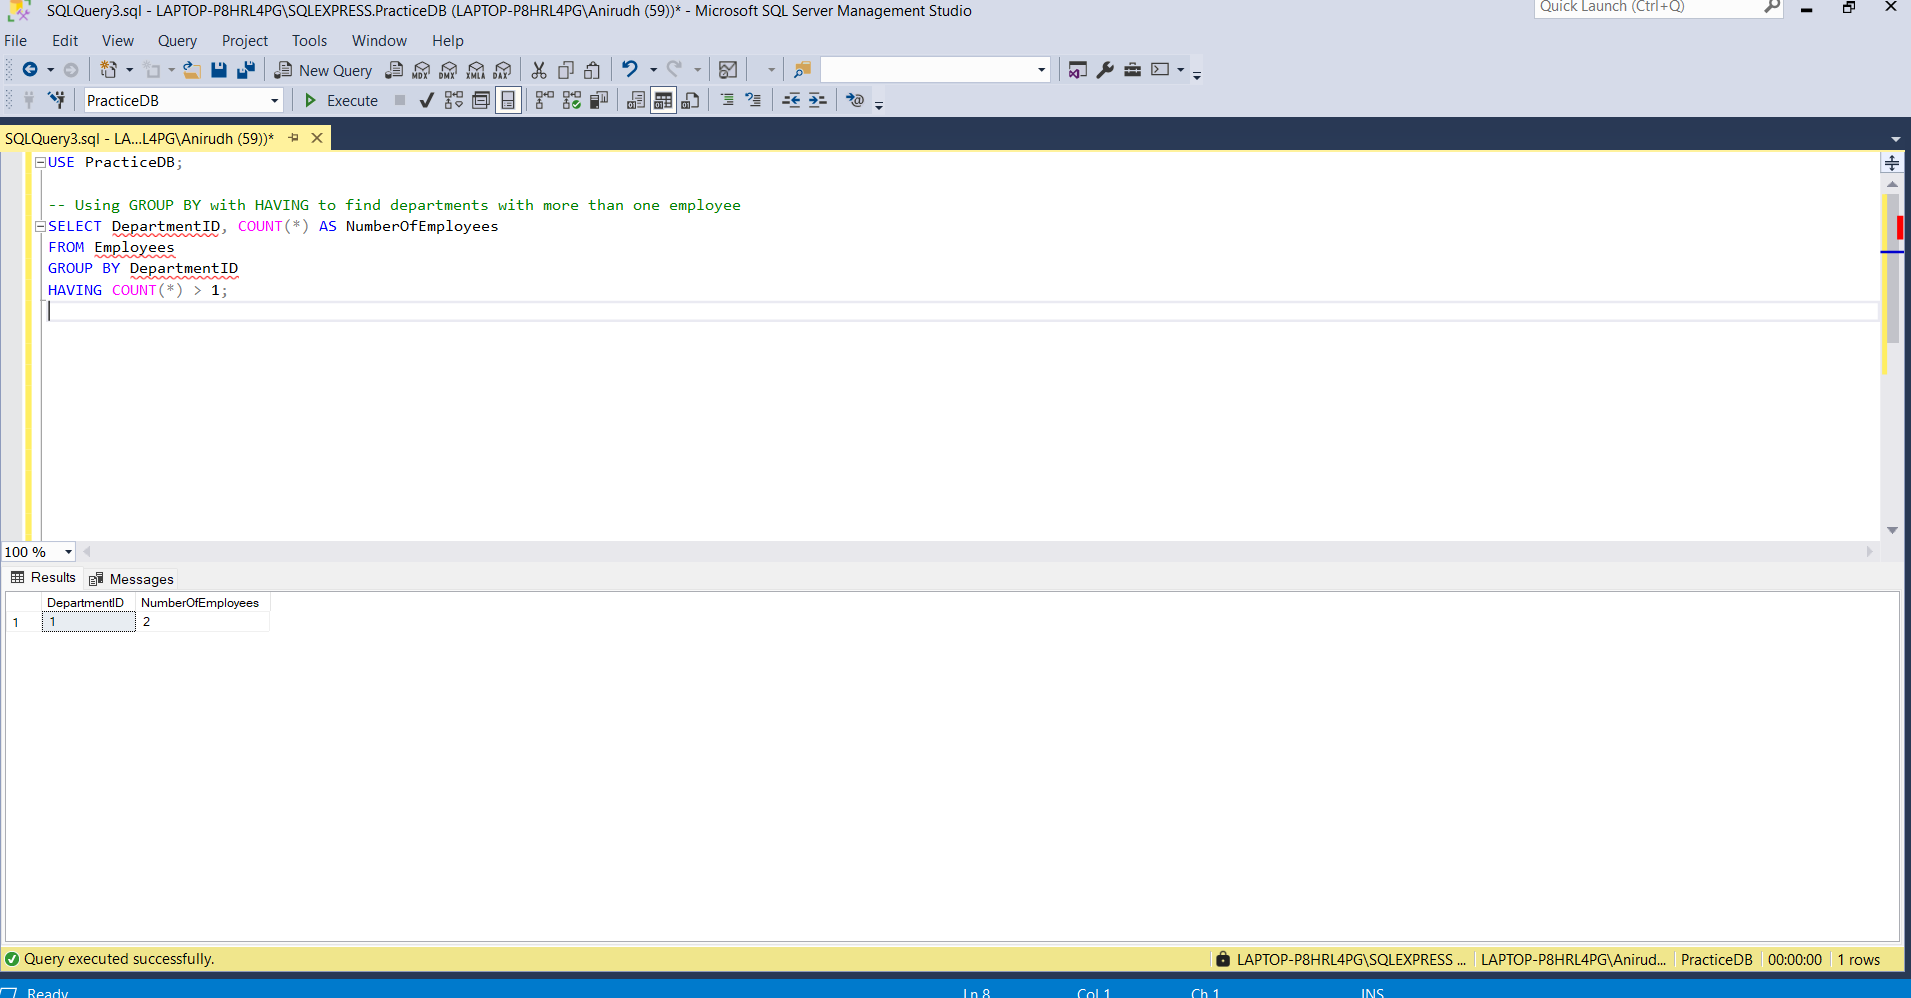 SQLQuery3.sql - LAPTOP-P8HRL4PG\SQLEXPRESS.PracticeDB (LAPTOP-P8HRL4PG\Anirudh (59))* - Microsoft SQL Server Management Studio
Quick Launch (Ctrl+Q)
File Edit View Query Project Tools Window Help
New Query MDX DMX XMLA DAX
PracticeDB Execute
SQLQuery3.sql - LA...L4PG\Anirudh (59))*
USE PracticeDB;
-- Using GROUP BY with HAVING to find departments with more than one employee
SELECT DepartmentID, COUNT(*) AS NumberOfEmployees
FROM Employees
GROUP BY DepartmentID
HAVING COUNT(*) > 1;
100 %
Results Messages
DepartmentID NumberOfEmployees
1 1 2
Query executed successfully. LAPTOP-P8HRL4PG\SQLEXPRESS ... LAPTOP-P8HRL4PG\Anirud... PracticeDB 00:00:00 1 rows
Ready Ln 8 Col 1 Ch 1 INS